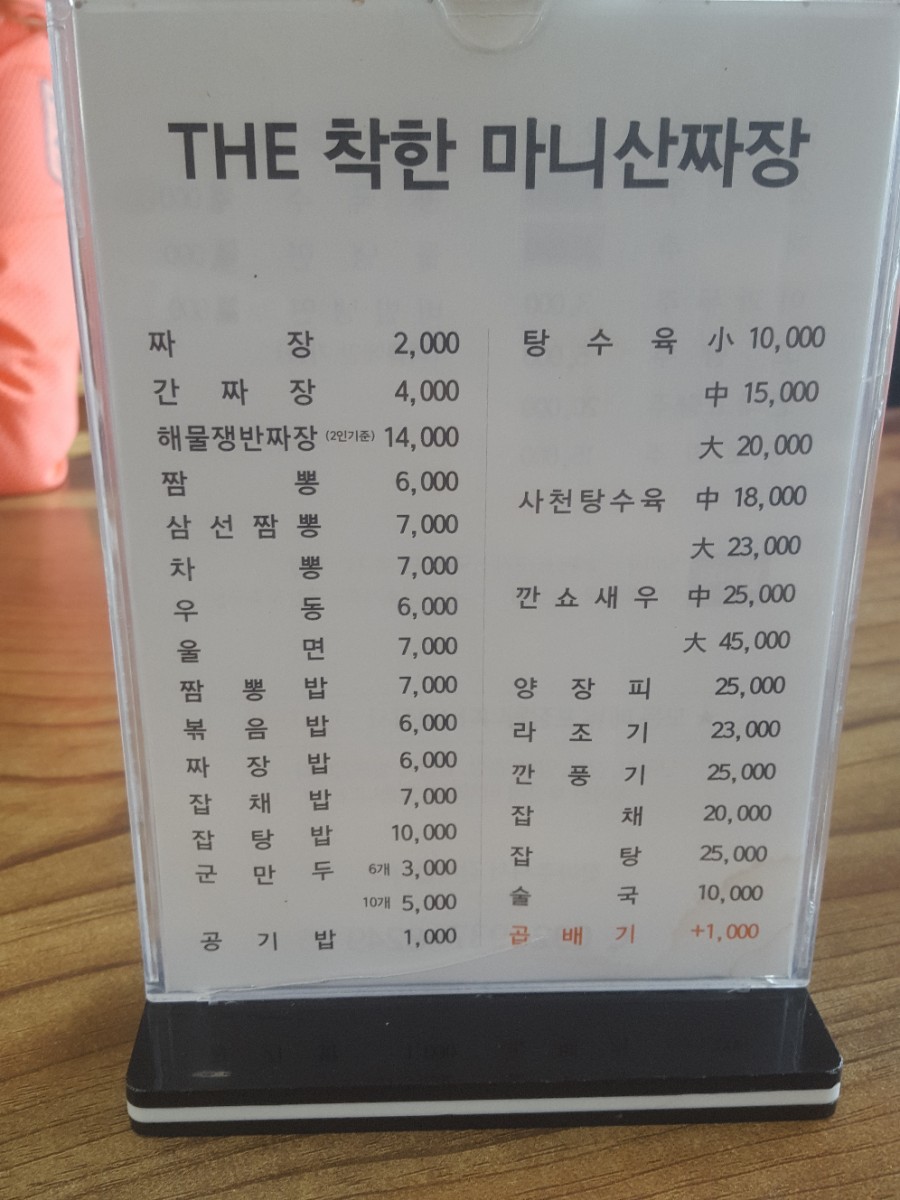 THE 착한 마니산짜장
짜장 2,000
간짜장 4,000
해물쟁반짜장 (2인기준) 14,000
짬뽕 6,000
삼선짬뽕 7,000
차뽕 7,000
우동 6,000
울면 7,000
짬뽕밥 7,000
볶음밥 6,000
짜장밥 6,000
잡채밥 7,000
잡탕밥 10,000
군만두 6개 3,000
10개 5,000
공기밥 1,000
탕수육 小 10,000
中 15,000
大 20,000
사천탕수육 中 18,000
大 23,000
깐쇼새우 中 25,000
大 45,000
양장피 25,000
라조기 23,000
깐풍기 25,000
잡채 20,000
잡탕 25,000
술국 10,000
곱배기 +1,000